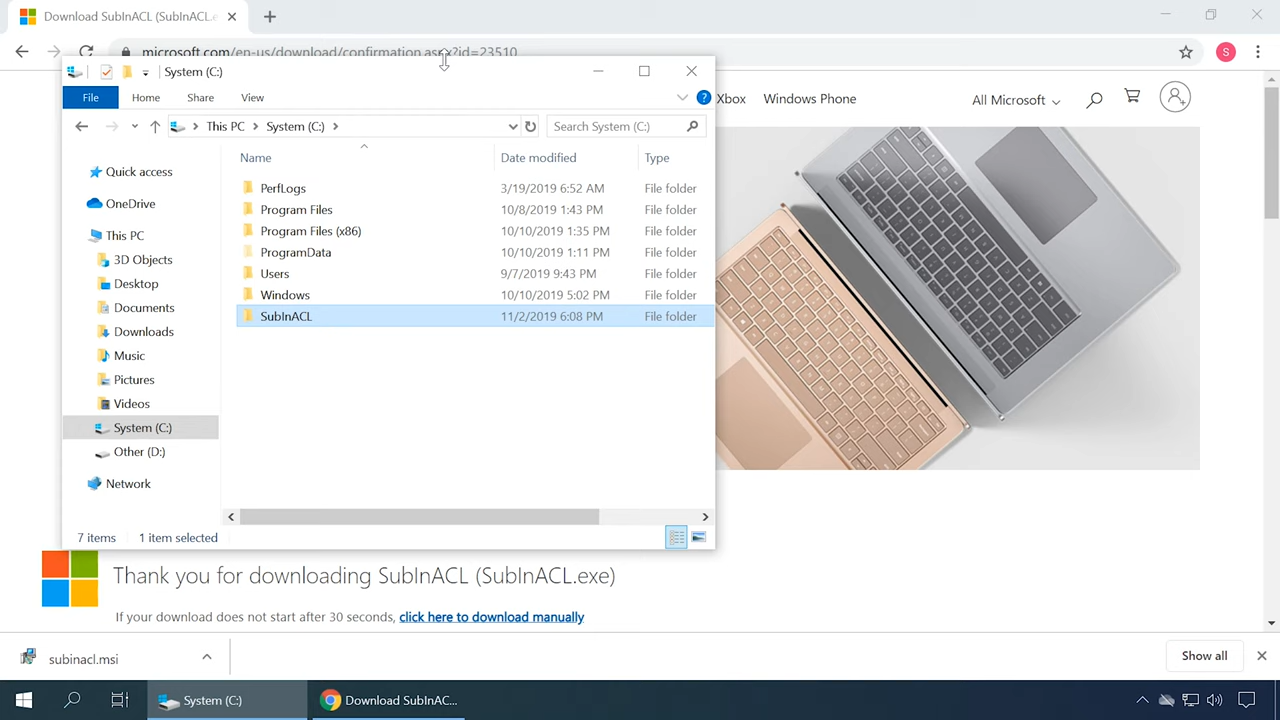 Download SubInACL (SubInACL.e
microsoft.com/en-us/download/confirmation.aspx?id=23510
S
System (C:)
File
Home
Share
View
?
Xbox
Windows Phone
All Microsoft
This PC
System (C:)
Search System (C:)
Name
Date modified
Type
Quick access
OneDrive
This PC
3D Objects
Desktop
Documents
Downloads
Music
Pictures
Videos
System (C:)
Other (D:)
Network
PerfLogs 3/19/2019 6:52 AM File folder
Program Files 10/8/2019 1:43 PM File folder
Program Files (x86) 10/10/2019 1:35 PM File folder
ProgramData 10/10/2019 1:11 PM File folder
Users 9/7/2019 9:43 PM File folder
Windows 10/10/2019 5:02 PM File folder
SubInACL 11/2/2019 6:08 PM File folder
7 items
1 item selected
Thank you for downloading SubInACL (SubInACL.exe)
If your download does not start after 30 seconds, click here to download manually
subinacl.msi
Show all
System (C:)
Download SubInAC...